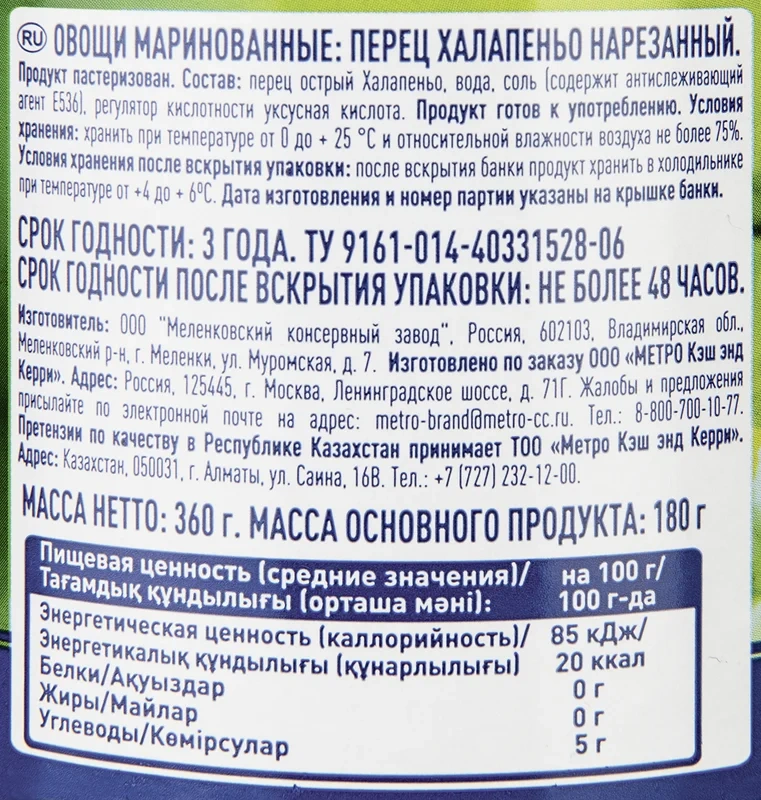 RU ОВОЩИ МАРИНОВАННЫЕ: ПЕРЕЦ ХАЛАПЕНЬО НАРЕЗАННЫЙ.
Продукт пастеризован. Состав: перец острый Халапеньо, вода, соль (содержит антислеживающий
агент Е536), регулятор кислотности уксусная кислота. Продукт готов к употреблению. Условия
хранения: хранить при температуре от 0 до + 25 °С и относительной влажности воздуха не более 75%.
Условия хранения после вскрытия упаковки: после вскрытия банки продукт хранить в холодильнике
при температуре от +4 до + 6ºС. Дата изготовления и номер партии указаны на крышке банки.
СРОК ГОДНОСТИ: 3 ГОДА. ТУ 9161-014-40331528-06
СРОК ГОДНОСТИ ПОСЛЕ ВСКРЫТИЯ УПАКОВКИ: НЕ БОЛЕЕ 48 ЧАСОВ.
Изготовитель: ООО "Меленковский консервный завод", Россия, 602103, Владимирская обл.,
Меленковский р-н, г. Меленки, ул. Муромская, д. 7. Изготовлено по заказу ООО «МЕТРО Кэш энд
Керри». Адрес: Россия, 125445, г. Москва, Ленинградское шоссе, д. 71Г. Жалобы и предложения
присылайте по электронной почте на адрес: metro-brand@metro-cc.ru. Тел.: 8-800-700-10-77.
Претензии по качеству в Республике Казахстан принимает ТОО «Метро Кэш энд Керри».
Адрес: Казахстан, 050031, г. Алматы, ул. Саина, 16В. Тел.: +7 (727) 232-12-00.
МАССА НЕТТО: 360 г. МАССА ОСНОВНОГО ПРОДУКТА: 180 г
Пищевая ценность (средние значения)/ на 100 г/
Тағамдық құндылығы (орташа мәні): 100 г-да
Энергетическая ценность (каллорийность)/ 85 кДж/
Энергетикалық құндылығы (құнарлылығы) 20 ккал
Белки/Ақуыздар 0 г
Жиры/Майлар 0 г
Углеводы/Көмірсулар 5 г